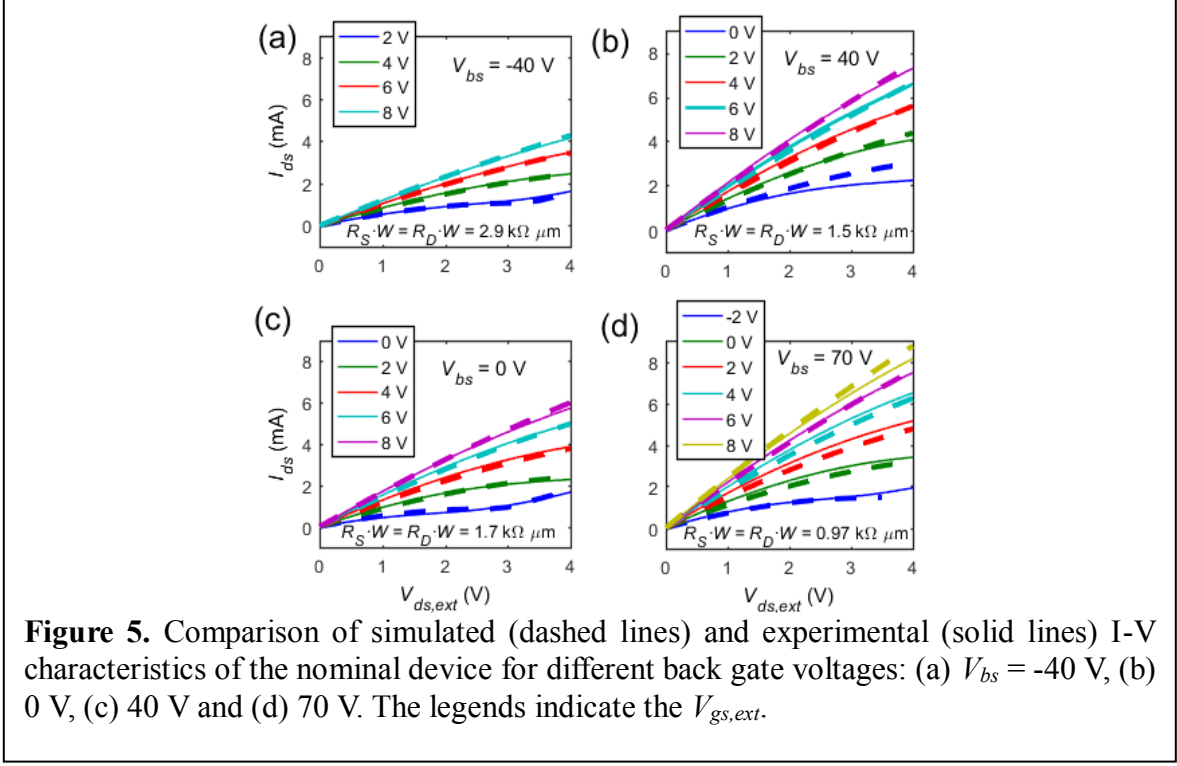 (a)
2 V
4 V
6 V
8 V
V_bs = -40 V
8
6
4
2
0
I_ds (mA)
R_S·W = R_D·W = 2.9 kΩ μm
0 1 2 3 4
(b)
0 V
2 V
4 V
6 V
8 V
V_bs = 40 V
8
6
4
2
0
R_S·W = R_D·W = 1.5 kΩ μm
0 1 2 3 4
(c)
0 V
2 V
4 V
6 V
8 V
V_bs = 0 V
8
6
4
2
0
I_ds (mA)
R_S·W = R_D·W = 1.7 kΩ μm
0 1 2 3 4
V_ds,ext (V)
(d)
-2 V
0 V
2 V
4 V
6 V
8 V
V_bs = 70 V
8
6
4
2
0
R_S·W = R_D·W = 0.97 kΩ μm
0 1 2 3 4
V_ds,ext (V)
Figure 5. Comparison of simulated (dashed lines) and experimental (solid lines) I-V
characteristics of the nominal device for different back gate voltages: (a) V_bs = -40 V, (b)
0 V, (c) 40 V and (d) 70 V. The legends indicate the V_gs,ext.